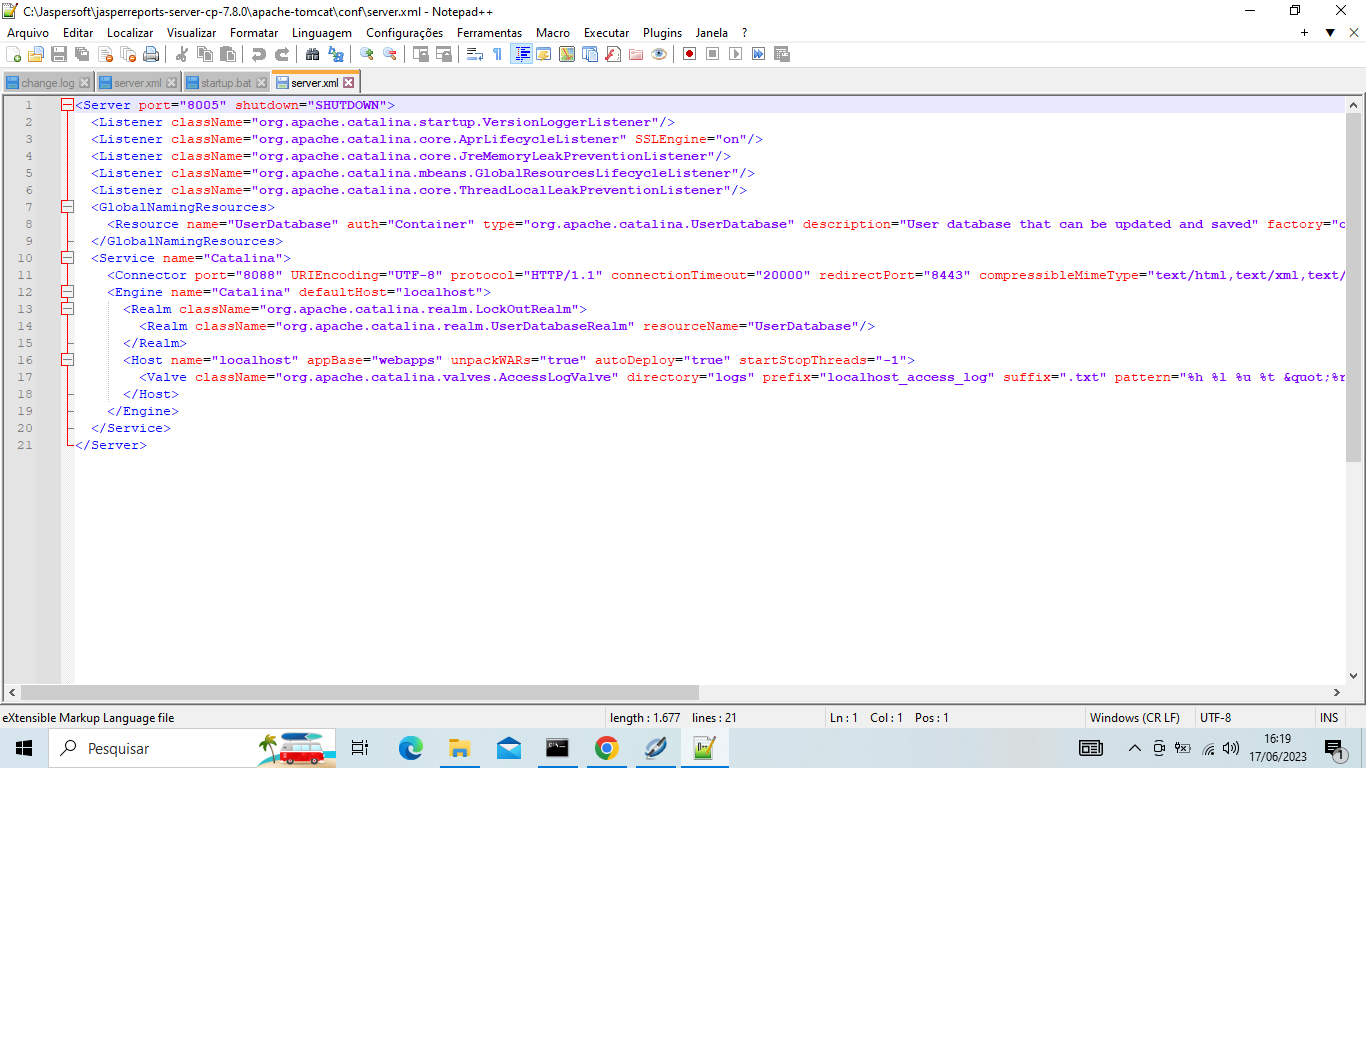 C:\Jaspersoft\jasperreports-server-cp-7.8.0\apache-tomcat\conf\server.xml - Notepad++
Arquivo Editar Localizar Visualizar Formatar Linguagem Configurações Ferramentas Macro Executar Plugins Janela ?
change.log server.xml startup.bat server.xml
1 <Server port="8005" shutdown="SHUTDOWN">
2 <Listener className="org.apache.catalina.startup.VersionLoggerListener"/>
3 <Listener className="org.apache.catalina.core.AprLifecycleListener" SSLEngine="on"/>
4 <Listener className="org.apache.catalina.core.JreMemoryLeakPreventionListener"/>
5 <Listener className="org.apache.catalina.mbeans.GlobalResourcesLifecycleListener"/>
6 <Listener className="org.apache.catalina.core.ThreadLocalLeakPreventionListener"/>
7 <GlobalNamingResources>
8 <Resource name="UserDatabase" auth="Container" type="org.apache.catalina.UserDatabase" description="User database that can be updated and saved" factory="o
9 </GlobalNamingResources>
10 <Service name="Catalina">
11 <Connector port="8088" URIEncoding="UTF-8" protocol="HTTP/1.1" connectionTimeout="20000" redirectPort="8443" compressibleMimeType="text/html,text/xml,text/
12 <Engine name="Catalina" defaultHost="localhost">
13 <Realm className="org.apache.catalina.realm.LockOutRealm">
14 <Realm className="org.apache.catalina.realm.UserDatabaseRealm" resourceName="UserDatabase"/>
15 </Realm>
16 <Host name="localhost" appBase="webapps" unpackWARs="true" autoDeploy="true" startStopThreads="-1">
17 <Valve className="org.apache.catalina.valves.AccessLogValve" directory="logs" prefix="localhost_access_log" suffix=".txt" pattern="%h %l %u %t &quot;%r
18 </Host>
19 </Engine>
20 </Service>
21 </Server>
eXtensible Markup Language file length : 1.677 lines : 21 Ln : 1 Col : 1 Pos : 1 Windows (CR LF) UTF-8 INS
Pesquisar
16:19
17/06/2023
1